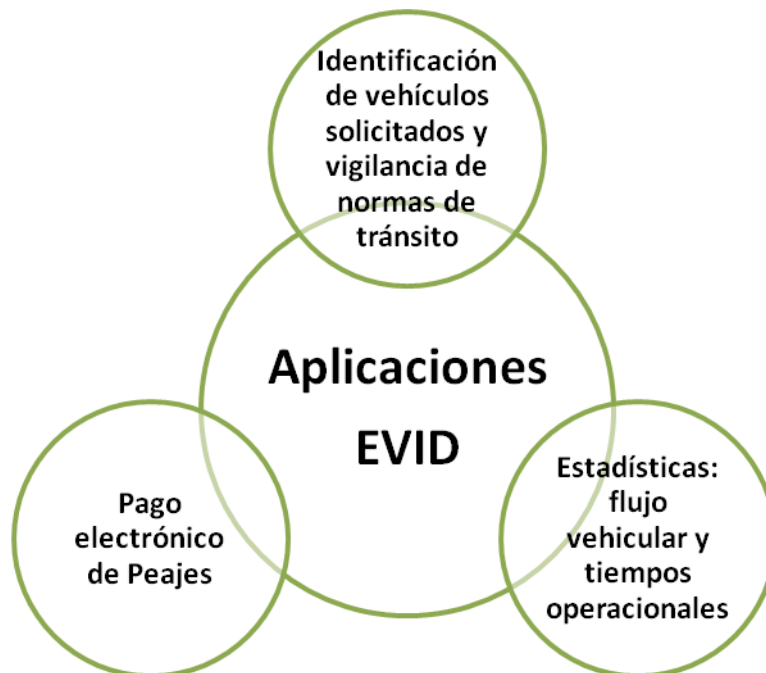 Identificación
de vehículos
solicitados y
vigilancia de
normas de
tránsito
Aplicaciones
EVID
Pago
electrónico
de Peajes
Estadísticas:
flujo
vehicular y
tiempos
operacionales